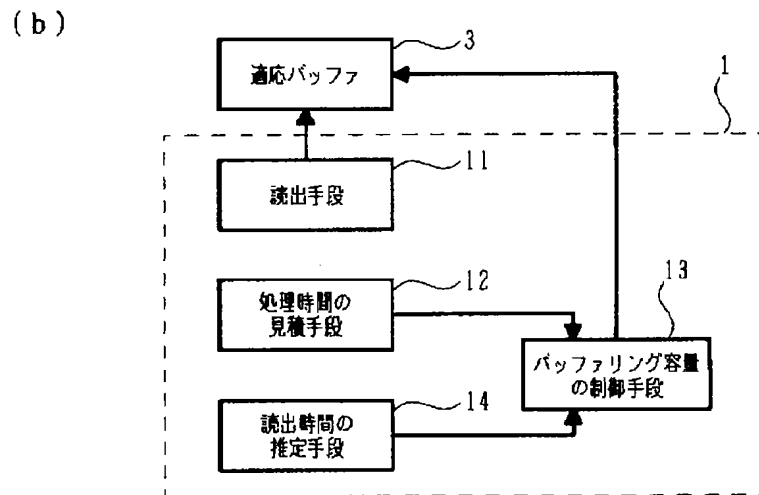 (b)
適応バッファ
3
1
読出手段
11
処理時間の
見積手段
12
13
バッファリング容量
の制御手段
読出時間の
推定手段
14